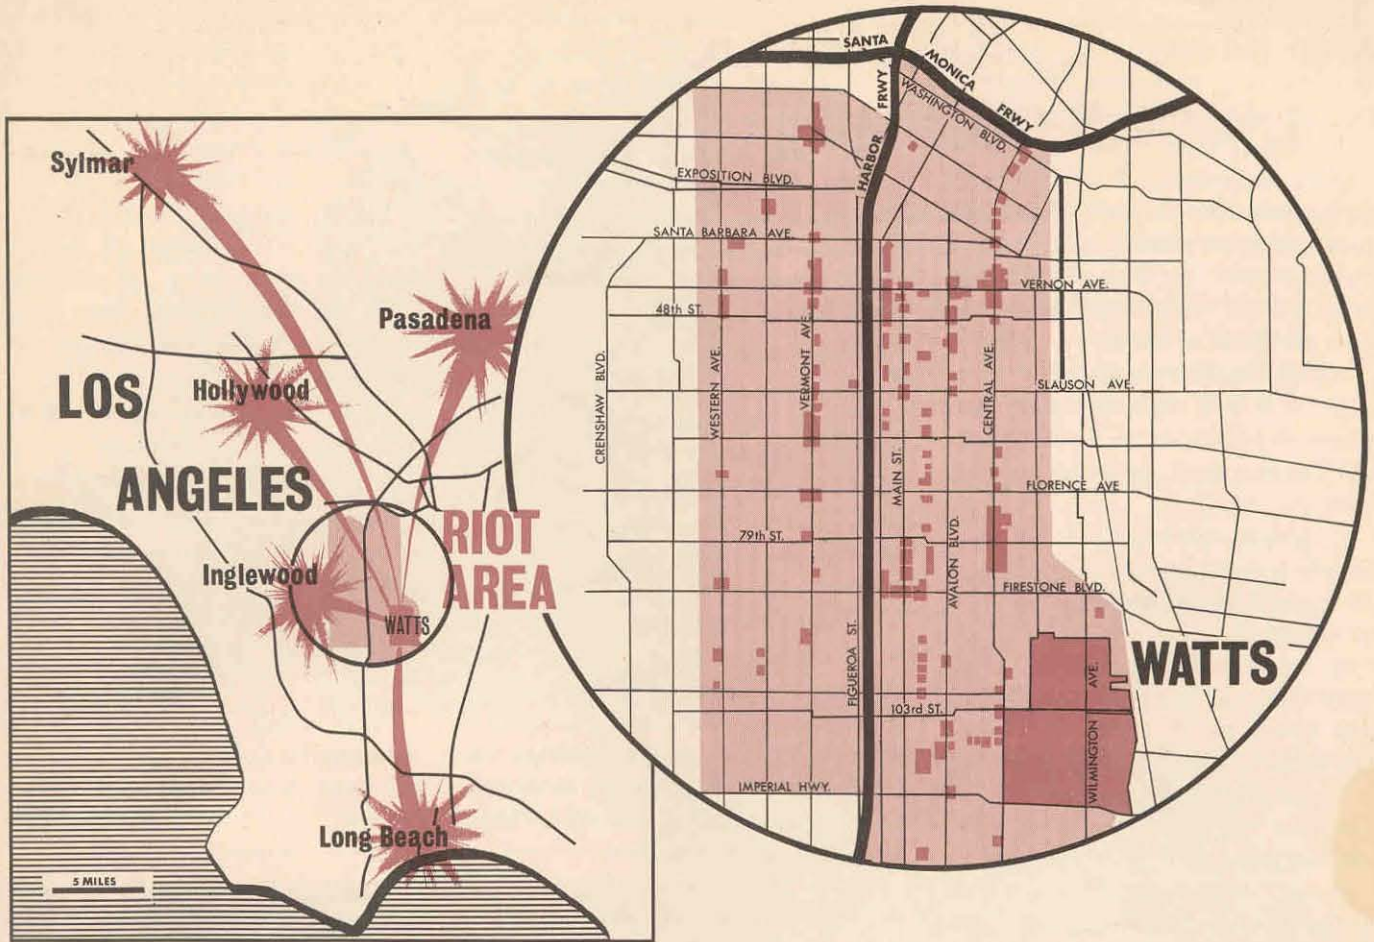 Sylmar
Pasadena
Hollywood
LOS
ANGELES
RIOT
AREA
Inglewood
WATTS
Long Beach
5 MILES
SANTA
MONICA
FRWY
HARBOR
FRWY
WASHINGTON BLVD.
EXPOSITION BLVD.
SANTA BARBARA AVE.
VERNON AVE.
48th ST.
CRENSHAW BLVD.
WESTERN AVE.
VERMONT AVE.
CENTRAL AVE.
SLAUSON AVE.
MAIN ST.
FLORENCE AVE
79th ST.
AVALON BLVD.
FIRESTONE BLVD.
FIGUEROA ST.
WATTS
103rd ST.
WILMINGTON AVE.
IMPERIAL HWY.